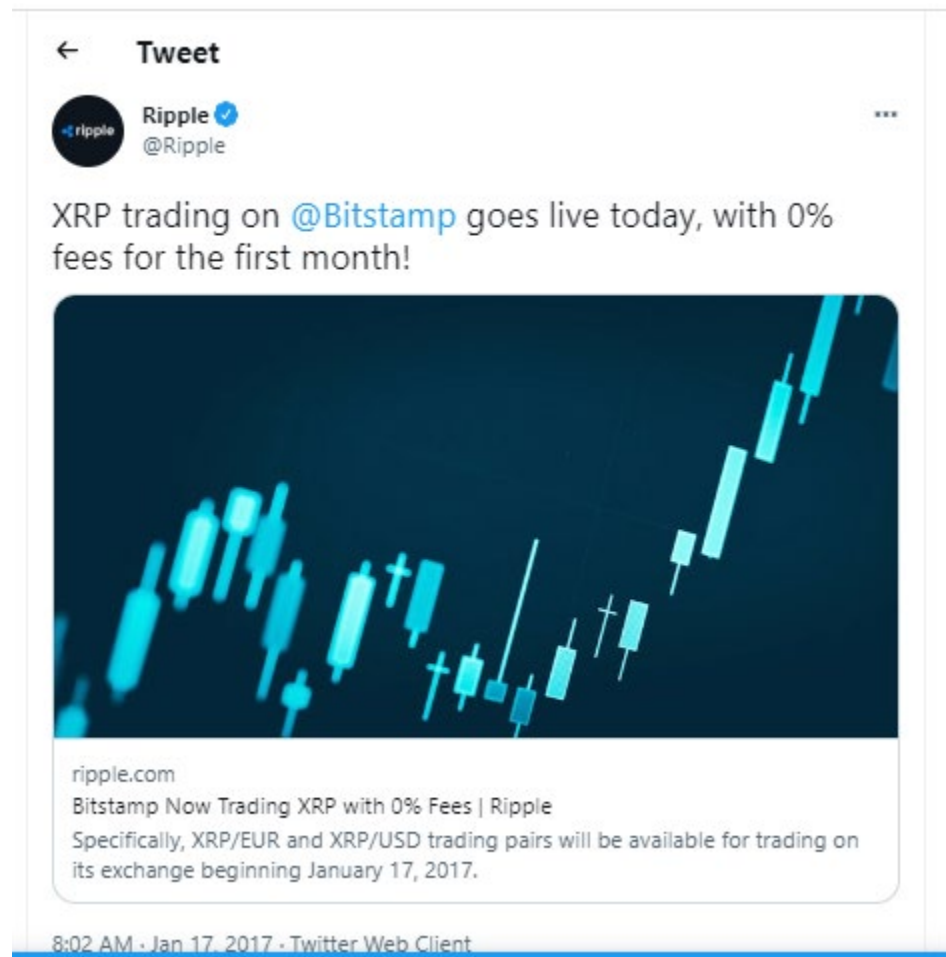 ← Tweet
ripple
Ripple
@Ripple
XRP trading on @Bitstamp goes live today, with 0%
fees for the first month!
ripple.com
Bitstamp Now Trading XRP with 0% Fees | Ripple
Specifically, XRP/EUR and XRP/USD trading pairs will be available for trading on
its exchange beginning January 17, 2017.
8:02 AM · Jan 17, 2017 · Twitter Web Client